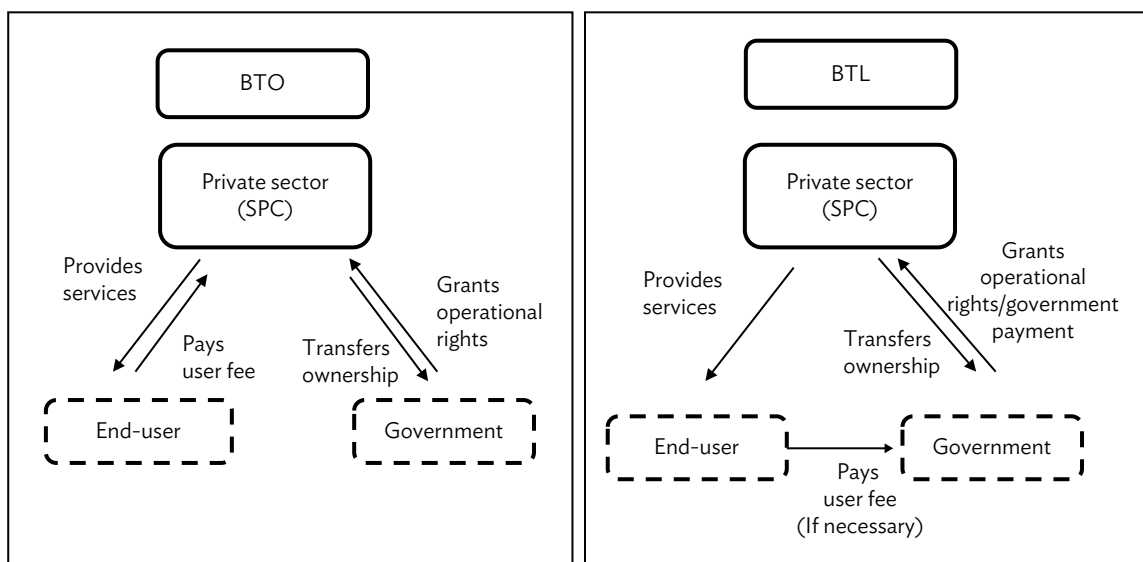 BTO
Private sector
(SPC)
Provides
services
Pays
user fee
Grants
operational
rights
Transfers
ownership
End-user
Government
BTL
Private sector
(SPC)
Provides
services
Grants
operational
rights/government
payment
Transfers
ownership
End-user
Government
Pays
user fee
(If necessary)